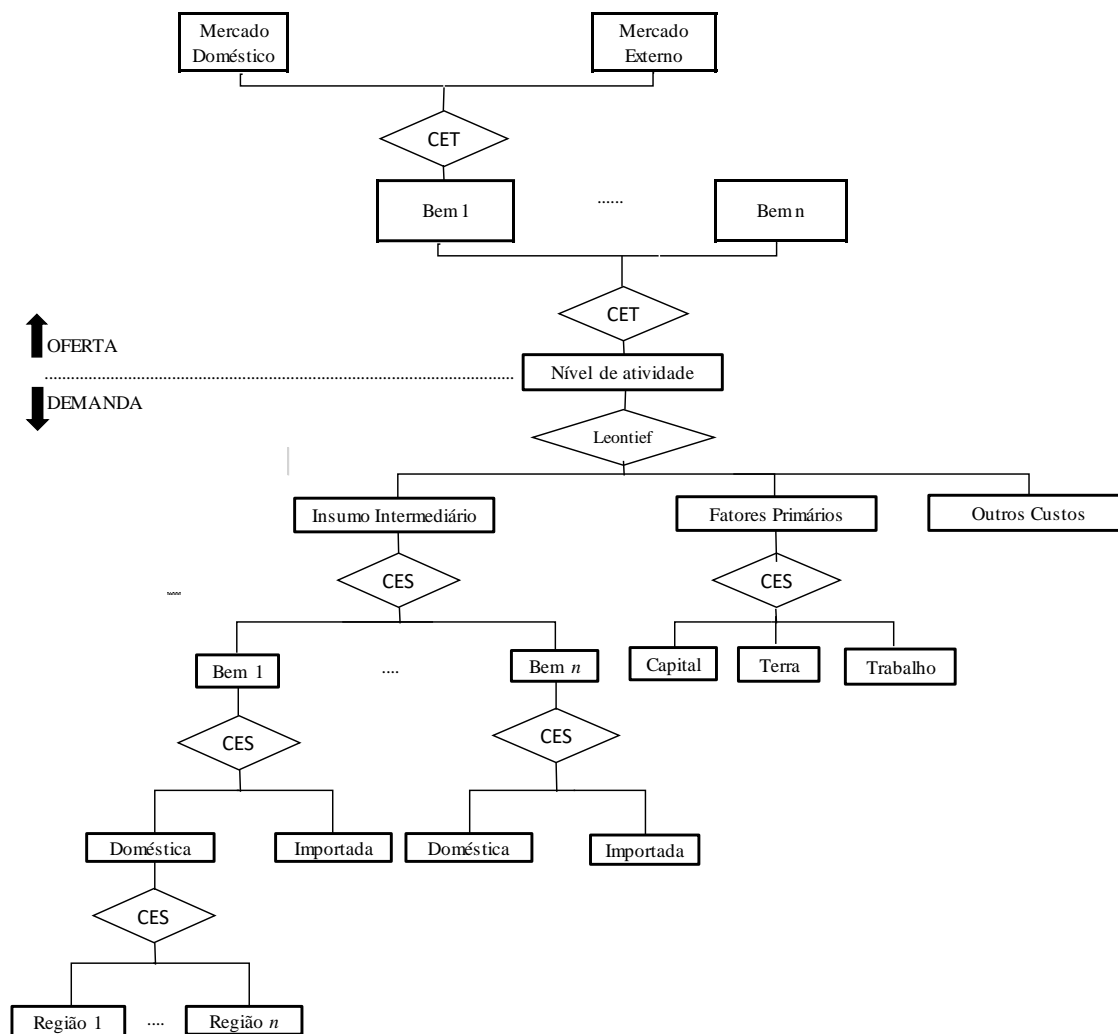 Mercado
Doméstico
Mercado
Externo
CET
Bem 1
......
Bem n
CET
OFERTA
Nível de atividade
DEMANDA
Leontief
Insumo Intermediário
Fatores Primários
Outros Custos
CES
CES
Bem 1
....
Bem n
Capital
Terra
Trabalho
CES
CES
Doméstica
Importada
Doméstica
Importada
CES
Região 1
....
Região n